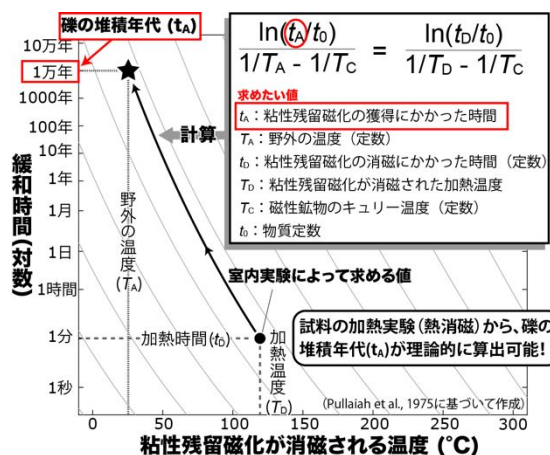 礫の堆積年代 (tA)
10万年
1万年
1000年
100年
10年
1年
1月
1日
1時間
1分
1秒
緩和時間(対数)
ln(tA/t0)
1/TA - 1/TC
=
ln(tD/t0)
1/TD - 1/TC
求めたい値
tA：粘性残留磁化の獲得にかかった時間
TA：野外の温度（定数）
tD：粘性残留磁化の消磁にかかった時間（定数）
TD：粘性残留磁化が消磁された加熱温度
TC：磁性鉱物のキュリー温度（定数）
t0：物質定数
計算
野外の温度(TA)
室内実験によって求める値
加熱時間(tD)
加熱温度(TD)
試料の加熱実験(熱消磁)から、礫の
堆積年代(tA)が理論的に算出可能！
(Pullaiah et al., 1975に基づいて作成)
0 50 100 150 200 250 300
粘性残留磁化が消磁される温度 (°C)